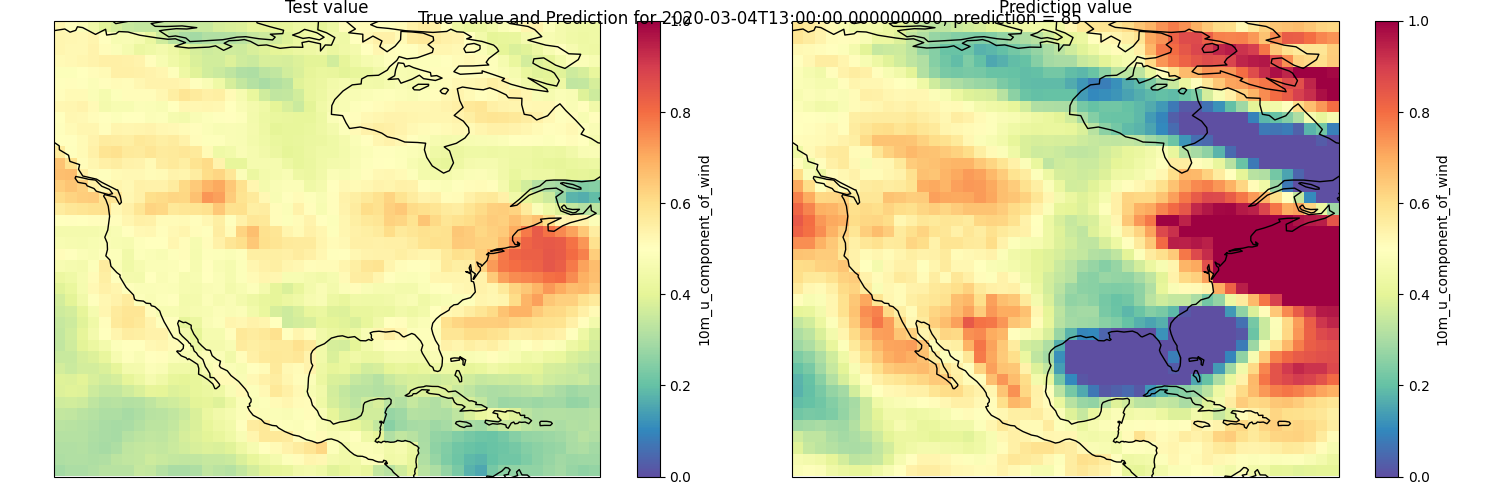 Test value
True value and Prediction for 2020-03-04T13:00:00.000000000, prediction = 85
Prediction value
1.0
0.8
0.6
0.4
0.2
0.0
10m_u_component_of_wind
1.0
0.8
0.6
0.4
0.2
0.0
10m_u_component_of_wind